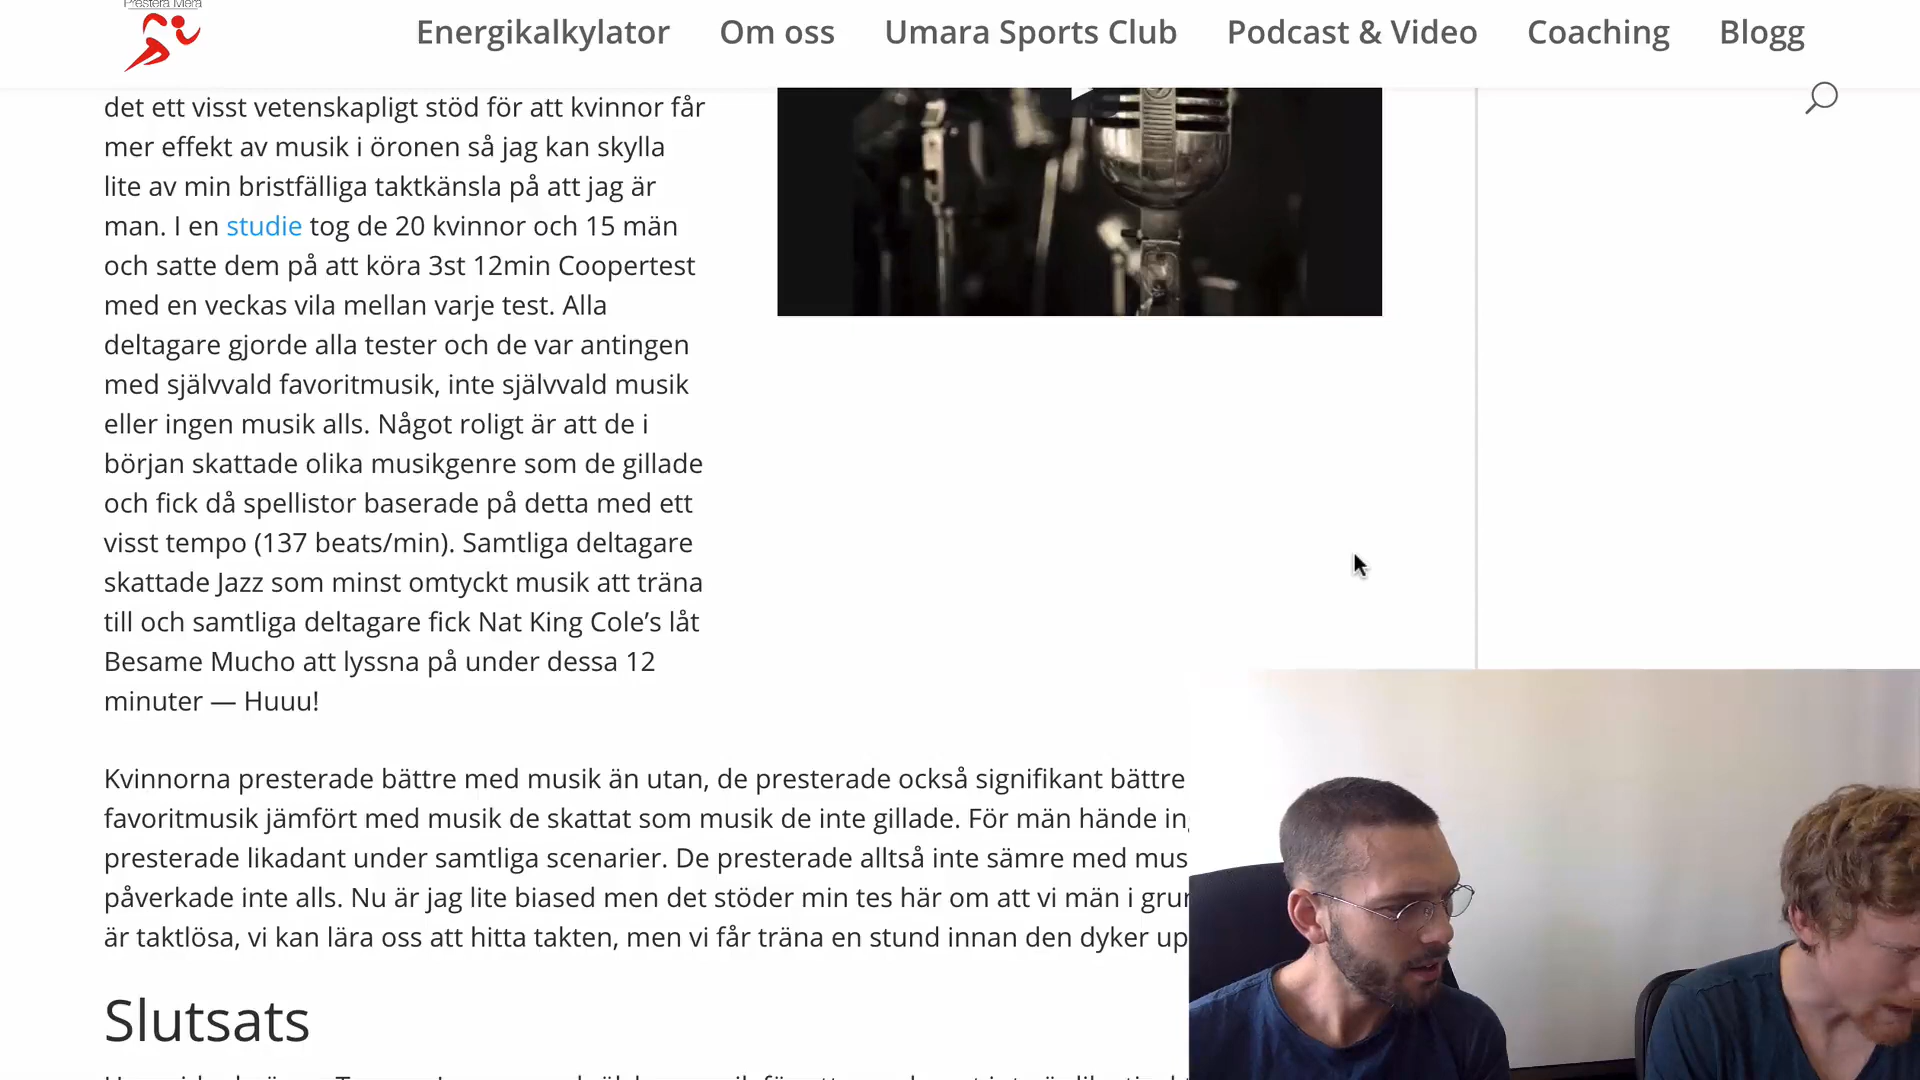 Prestera Mera
Energikalkylator Om oss Umara Sports Club Podcast & Video Coaching Blogg
det ett visst vetenskapligt stöd för att kvinnor får
mer effekt av musik i öronen så jag kan skylla
lite av min bristfälliga taktkänsla på att jag är
man. I en studie tog de 20 kvinnor och 15 män
och satte dem på att köra 3st 12min Coopertest
med en veckas vila mellan varje test. Alla
deltagare gjorde alla tester och de var antingen
med självvald favoritmusik, inte självvald musik
eller ingen musik alls. Något roligt är att de i
början skattade olika musikgenre som de gillade
och fick då spellistor baserade på detta med ett
visst tempo (137 beats/min). Samtliga deltagare
skattade Jazz som minst omtyckt musik att träna
till och samtliga deltagare fick Nat King Cole’s låt
Besame Mucho att lyssna på under dessa 12
minuter — Huuu!
Kvinnorna presterade bättre med musik än utan, de presterade också signifikant bättre
favoritmusik jämfört med musik de skattat som musik de inte gillade. För män hände
presterade likadant under samtliga scenarier. De presterade alltså inte sämre med mus
påverkade inte alls. Nu är jag lite biased men det stöder min tes här om att vi män i grun
är taktlösa, vi kan lära oss att hitta takten, men vi får träna en stund innan den dyker up
Slutsats